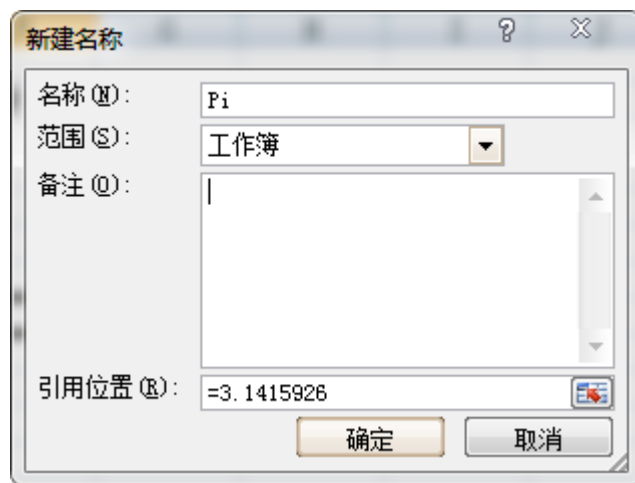 新建名称
名称(N): Pi
范围(S): 工作簿
备注(O):
引用位置(R): =3.1415926
确定 取消